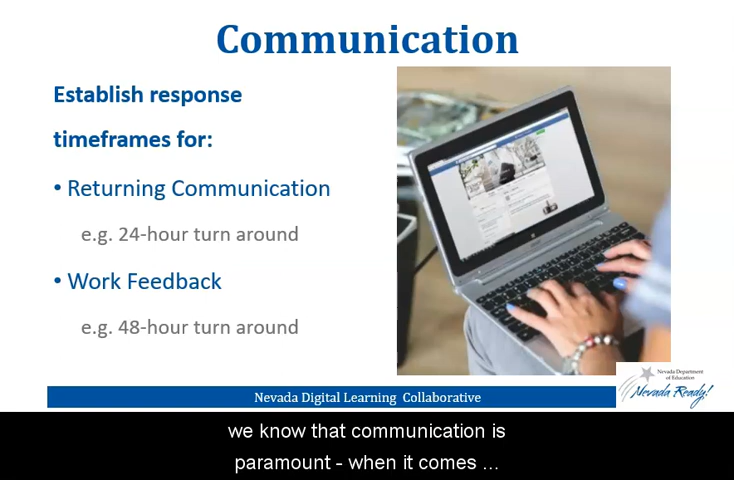 Communication
Establish response
timeframes for:
• Returning Communication
e.g. 24-hour turn around
• Work Feedback
e.g. 48-hour turn around
Nevada Digital Learning Collaborative
Nevada Department
of Education
Nevada Ready!
we know that communication is
paramount - when it comes ...